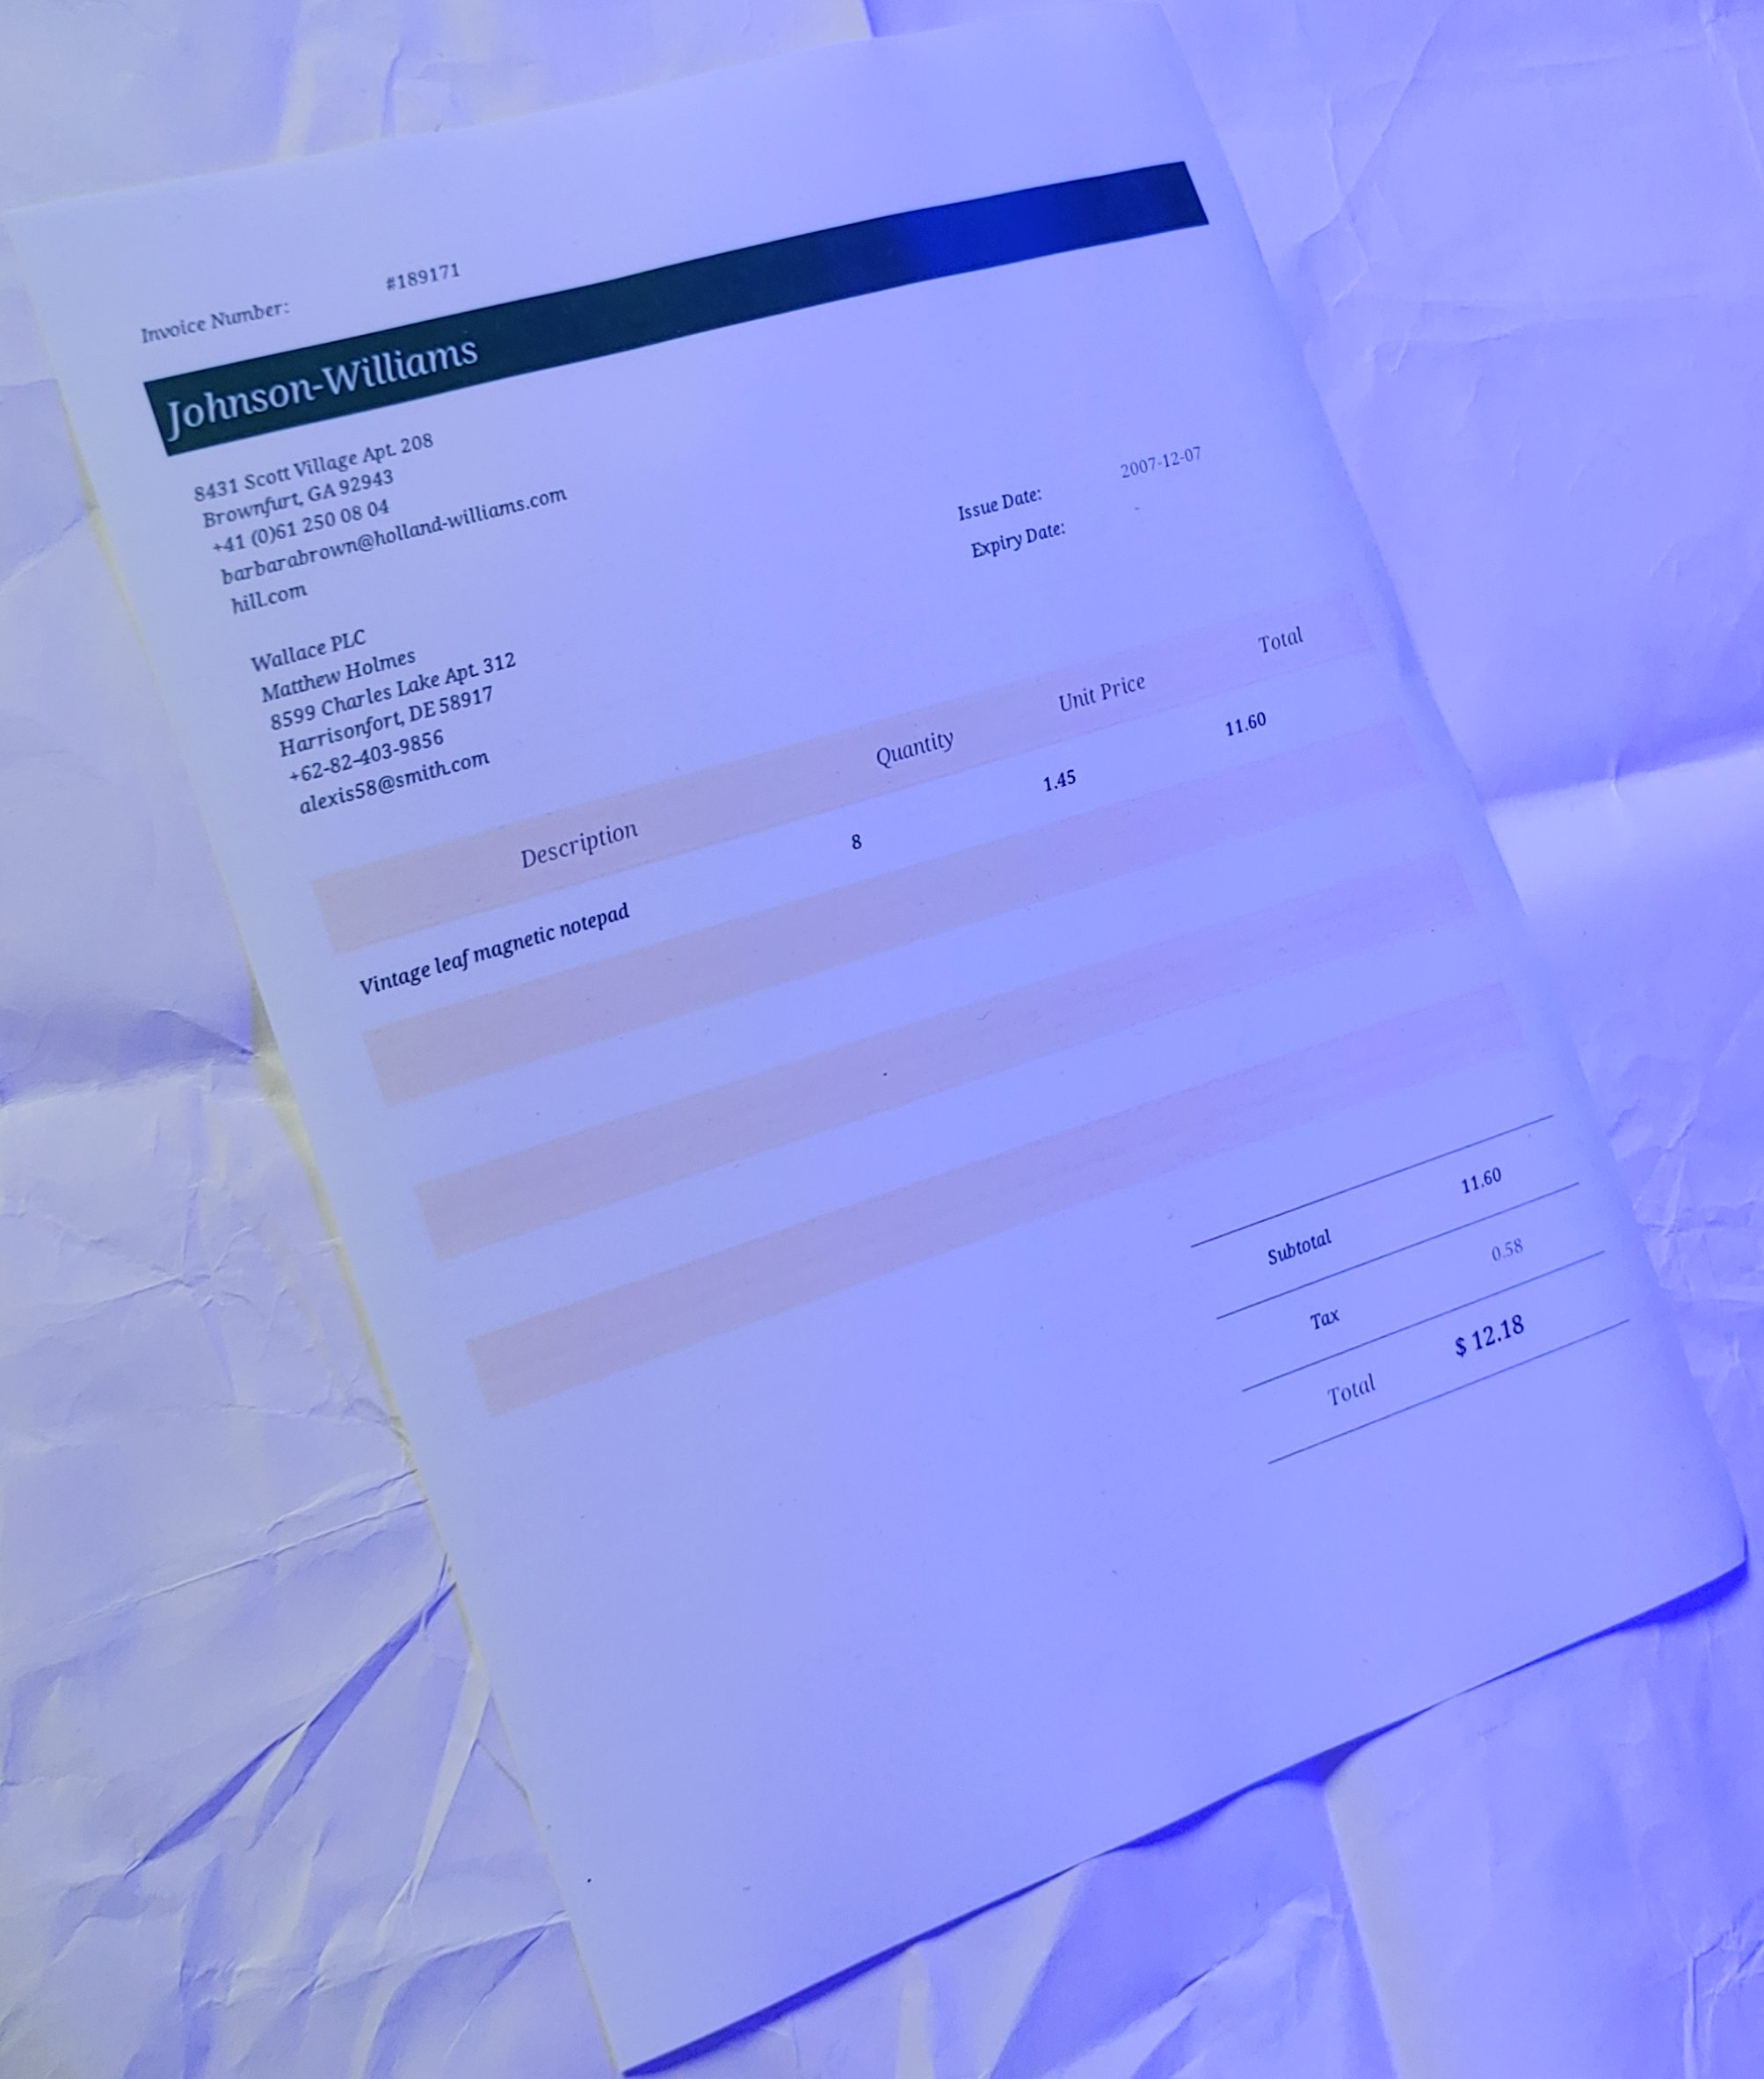 Invoice Number: #189171
Johnson-Williams
8431 Scott Village Apt. 208
Brownfurt, GA 92943
+41 (0)61 250 08 04
barbarabrown@holland-williams.com
hill.com
Issue Date: 2007-12-07
Expiry Date:
Wallace PLC
Matthew Holmes
8599 Charles Lake Apt. 312
Harrisonfort, DE 58917
+62-82-403-9856
alexis58@smith.com
Description Quantity Unit Price Total
Vintage leaf magnetic notepad 8 1.45 11.60
Subtotal 11.60
Tax 0.58
Total $ 12.18